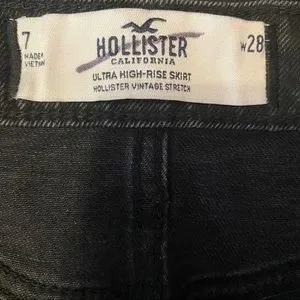 7
MADE IN
VIETNAM
HOLLISTER
CALIFORNIA
W28
ULTRA HIGH-RISE SKIRT
HOLLISTER VINTAGE STRETCH